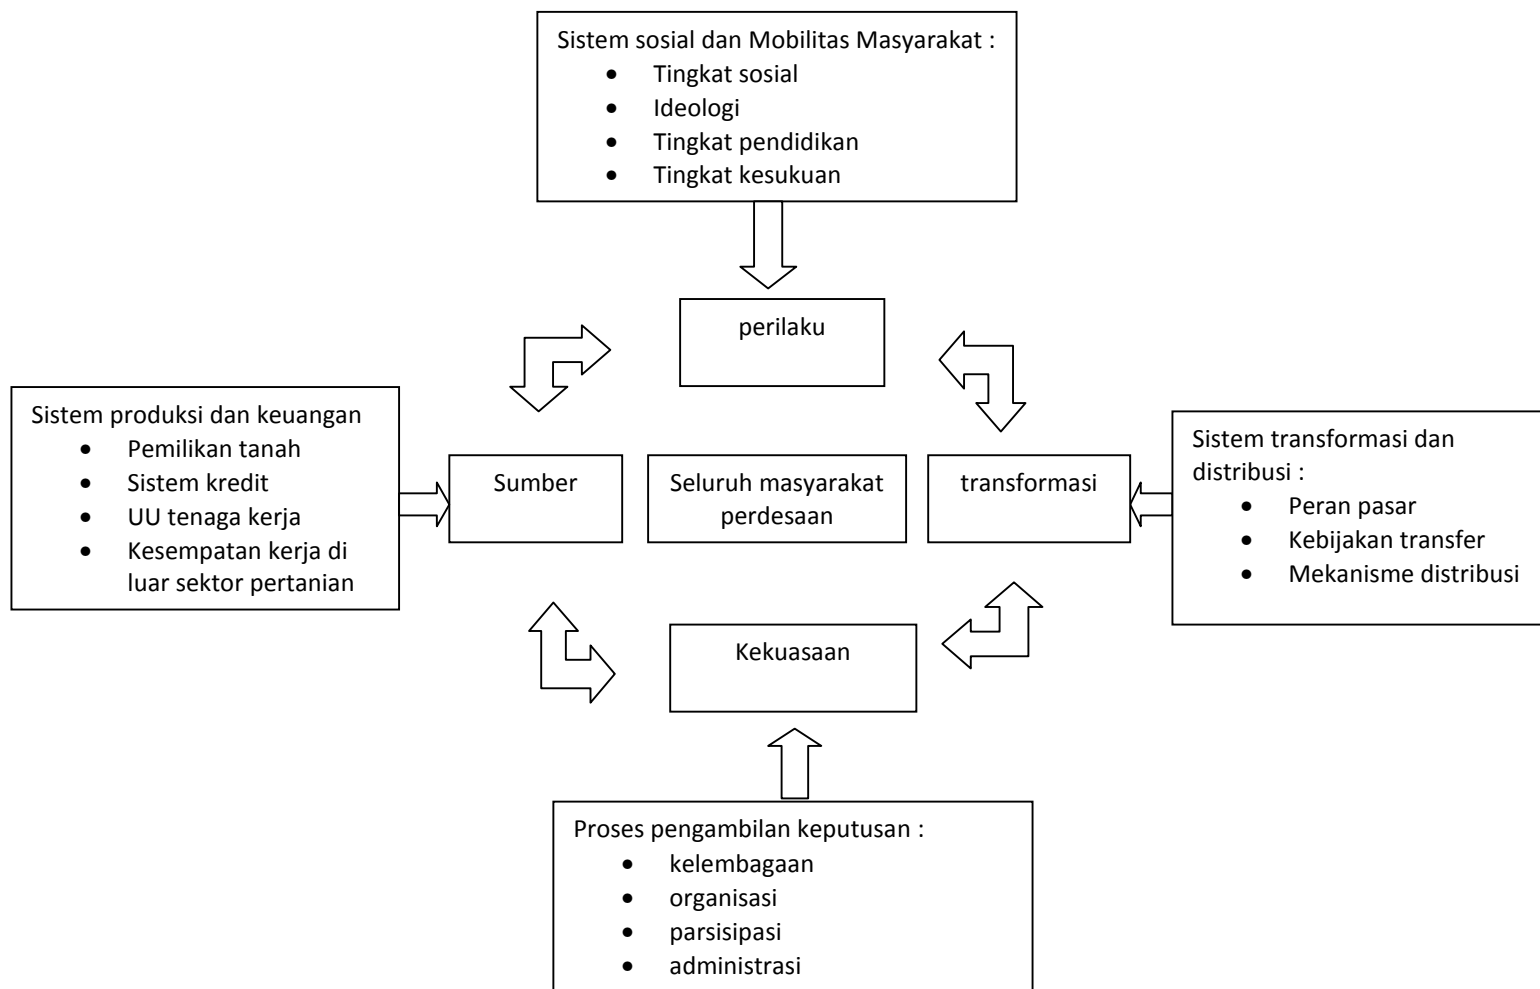 Sistem sosial dan Mobilitas Masyarakat :
• Tingkat sosial
• Ideologi
• Tingkat pendidikan
• Tingkat kesukuan
perilaku
Sistem produksi dan keuangan
• Pemilikan tanah
• Sistem kredit
• UU tenaga kerja
• Kesempatan kerja di
luar sektor pertanian
Sumber
Seluruh masyarakat
perdesaan
transformasi
Sistem transformasi dan
distribusi :
• Peran pasar
• Kebijakan transfer
• Mekanisme distribusi
Kekuasaan
Proses pengambilan keputusan :
• kelembagaan
• organisasi
• parsisipasi
• administrasi